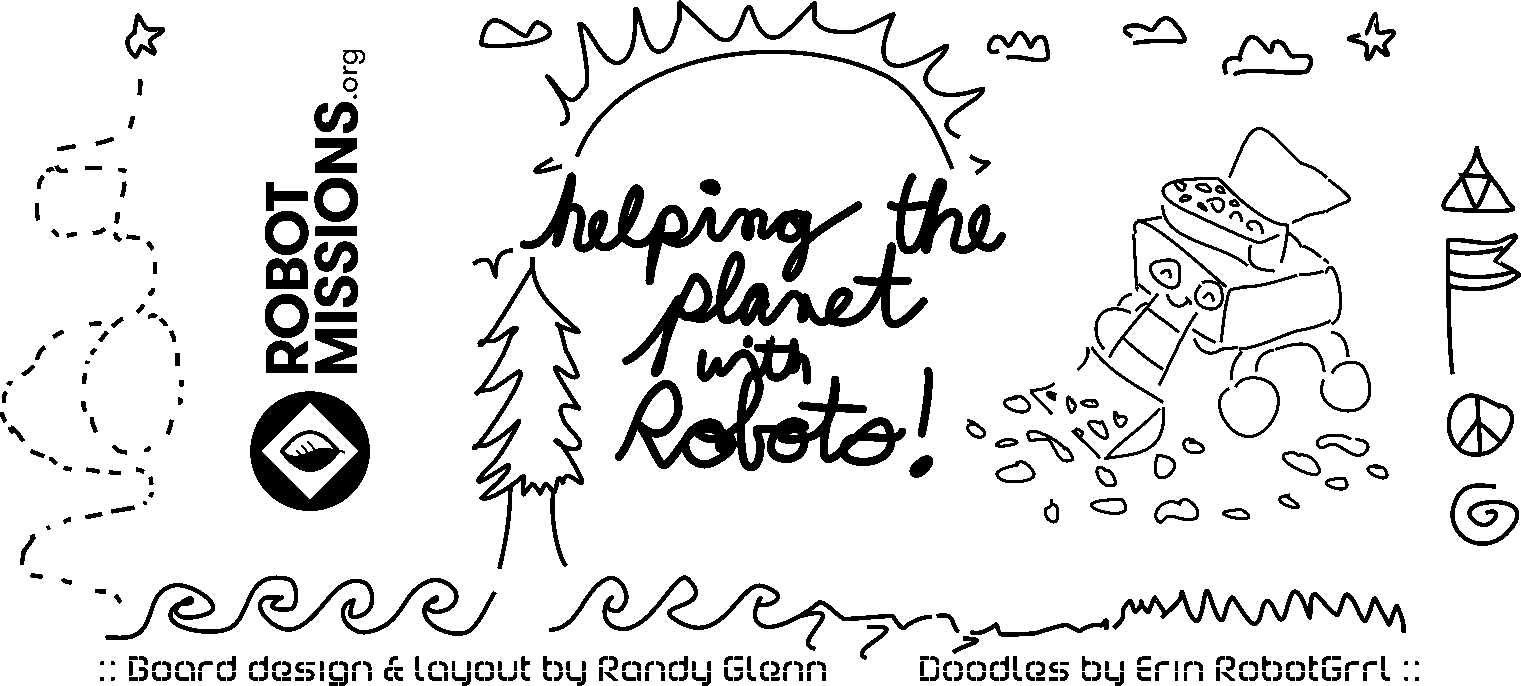 ROBOT
MISSIONS.org
helping the
planet
with
Robots!
:: Board design & layout by Randy Glenn
Doodles by Erin RobotGrrl ::